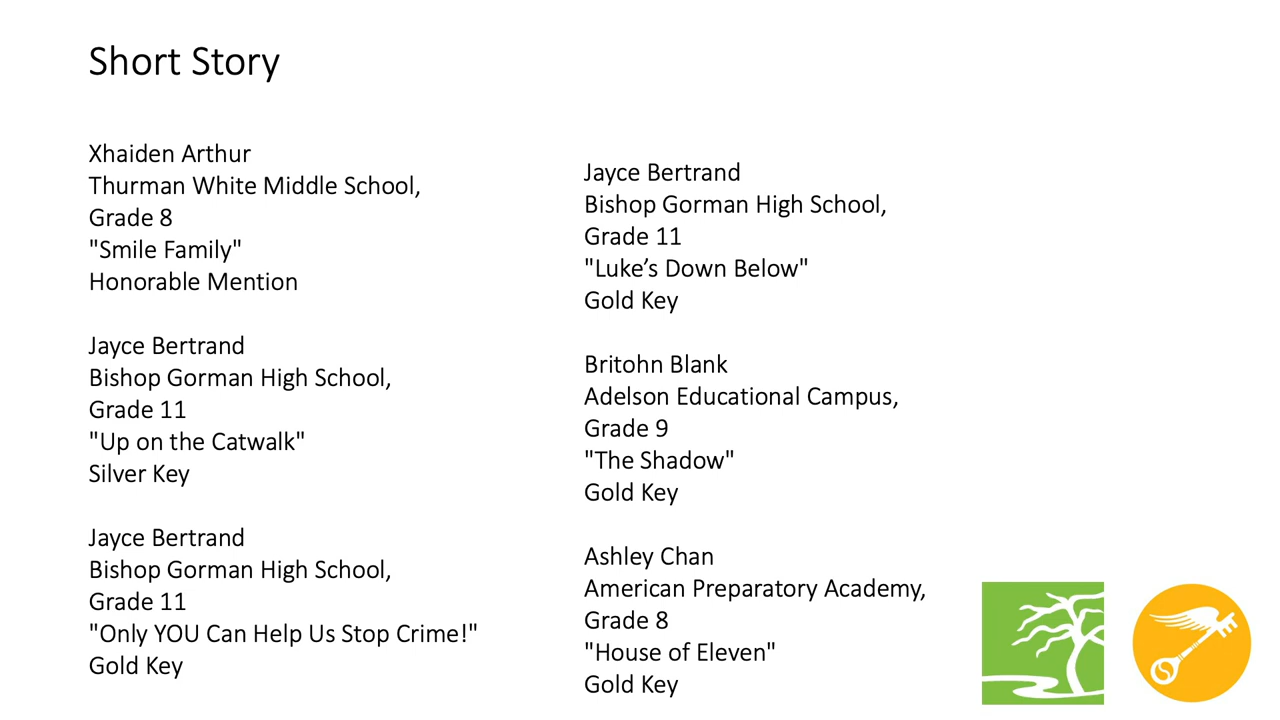 Short Story
Xhaiden Arthur
Thurman White Middle School,
Grade 8
"Smile Family"
Honorable Mention
Jayce Bertrand
Bishop Gorman High School,
Grade 11
"Up on the Catwalk"
Silver Key
Jayce Bertrand
Bishop Gorman High School,
Grade 11
"Only YOU Can Help Us Stop Crime!"
Gold Key
Jayce Bertrand
Bishop Gorman High School,
Grade 11
"Luke’s Down Below"
Gold Key
Britohn Blank
Adelson Educational Campus,
Grade 9
"The Shadow"
Gold Key
Ashley Chan
American Preparatory Academy,
Grade 8
"House of Eleven"
Gold Key